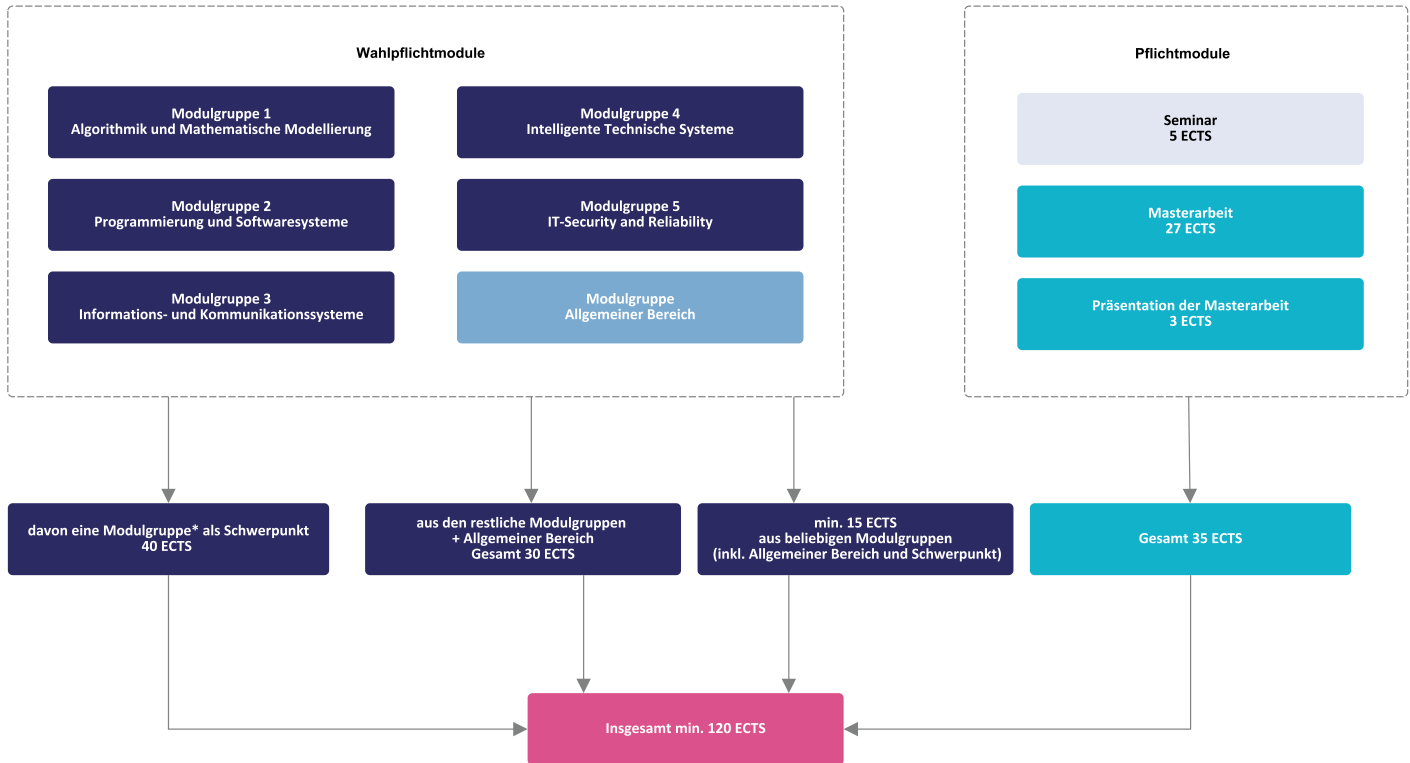 Wahlpflichtmodule
Modulgruppe 1
Algorithmik und Mathematische Modellierung
Modulgruppe 2
Programmierung und Softwaresysteme
Modulgruppe 3
Informations- und Kommunikationssysteme
Modulgruppe 4
Intelligente Technische Systeme
Modulgruppe 5
IT-Security and Reliability
Modulgruppe
Allgemeiner Bereich
Pflichtmodule
Seminar
5 ECTS
Masterarbeit
27 ECTS
Präsentation der Masterarbeit
3 ECTS
davon eine Modulgruppe* als Schwerpunkt
40 ECTS
aus den restliche Modulgruppen
+ Allgemeiner Bereich
Gesamt 30 ECTS
min. 15 ECTS
aus beliebigen Modulgruppen
(inkl. Allgemeiner Bereich und Schwerpunkt)
Gesamt 35 ECTS
Insgesamt min. 120 ECTS